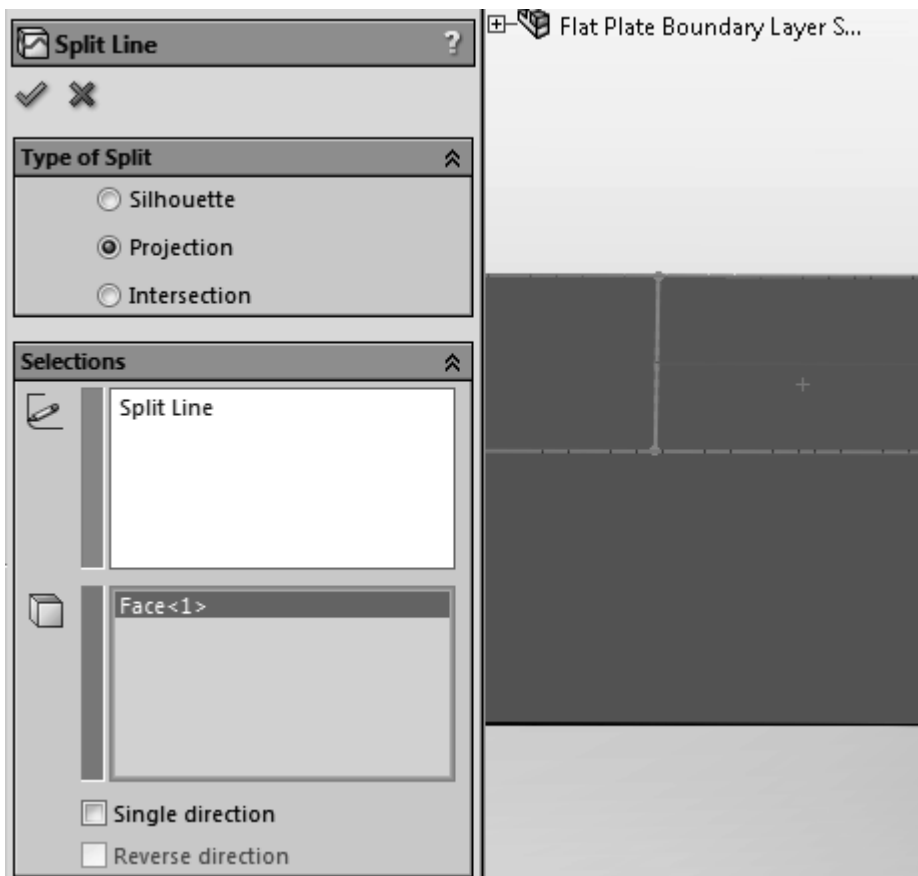 Split Line ?
Type of Split
Silhouette
Projection
Intersection
Selections
Split Line
Face<1>
Single direction
Reverse direction
Flat Plate Boundary Layer S...